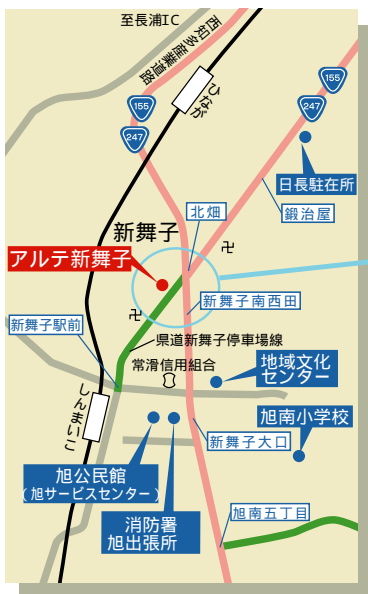 至長浦IC
西知多産業道路
155
247
ひなが
155
247
日長駐在所
北畑
鍛治屋
新舞子
アルテ新舞子
新舞子南西田
新舞子駅前
県道新舞子停車場線
常滑信用組合
地域文化
センター
しんまいこ
旭南小学校
新舞子大口
旭公民館
(旭サービスセンター)
消防署
旭出張所
旭南五丁目